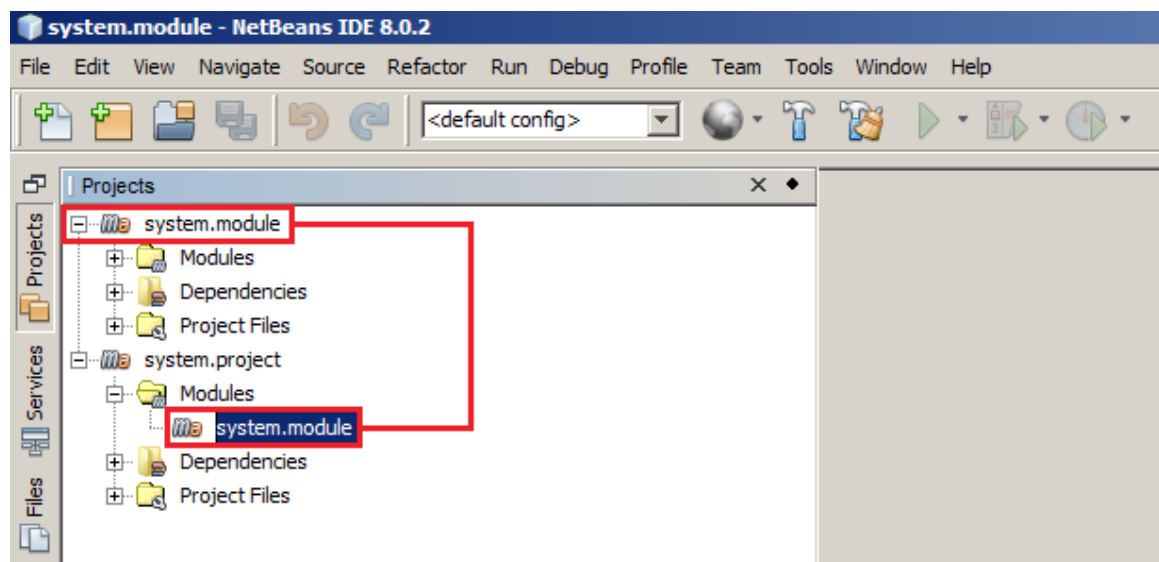 system.module - NetBeans IDE 8.0.2
File Edit View Navigate Source Refactor Run Debug Profile Team Tools Window Help
<default config>
Projects
system.module
Modules
Dependencies
Project Files
system.project
Modules
system.module
Dependencies
Project Files
Projects
Services
Files